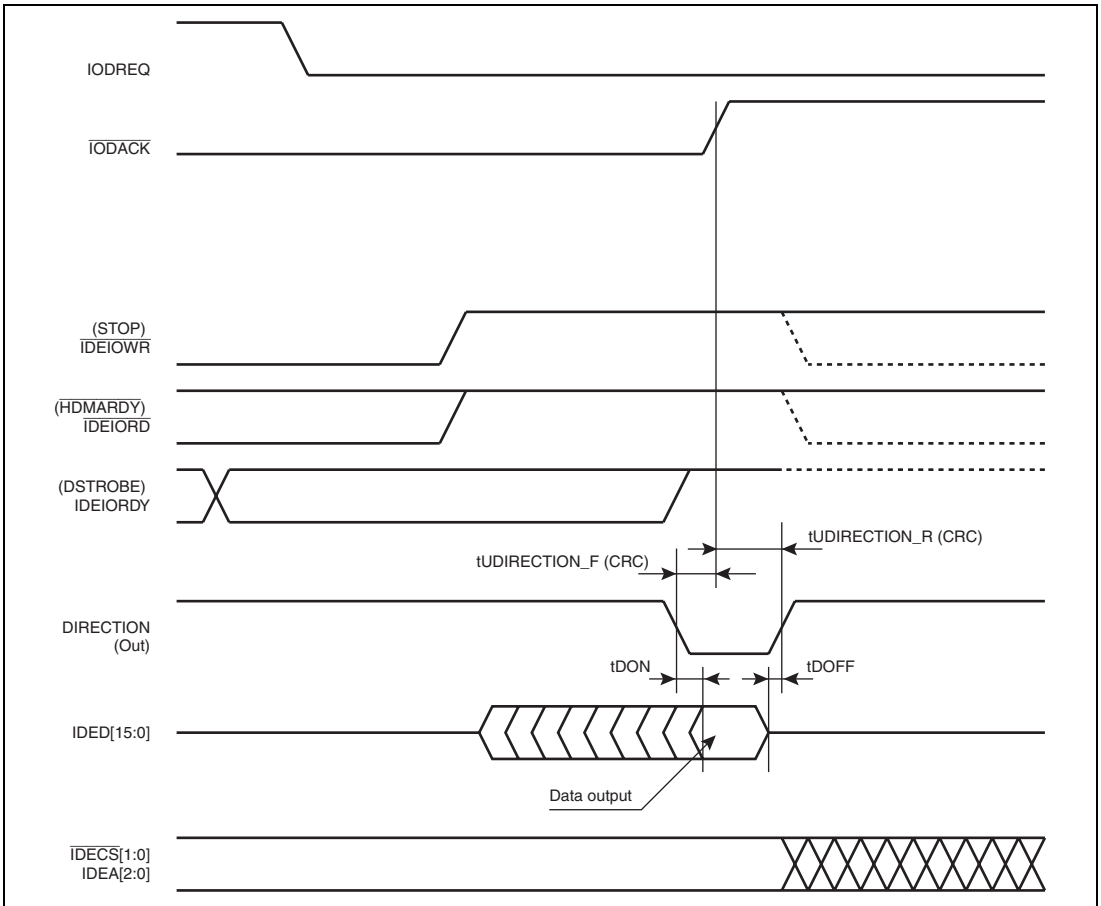 IODREQ
IODACK
(STOP)
IDEIOWR
(HDMARDY)
IDEIORD
(DSTROBE)
IDEIORDY
tUDIRECTION_R (CRC)
tUDIRECTION_F (CRC)
DIRECTION
(Out)
tDON
tDOFF
IDED[15:0]
Data output
IDECS[1:0]
IDEA[2:0]